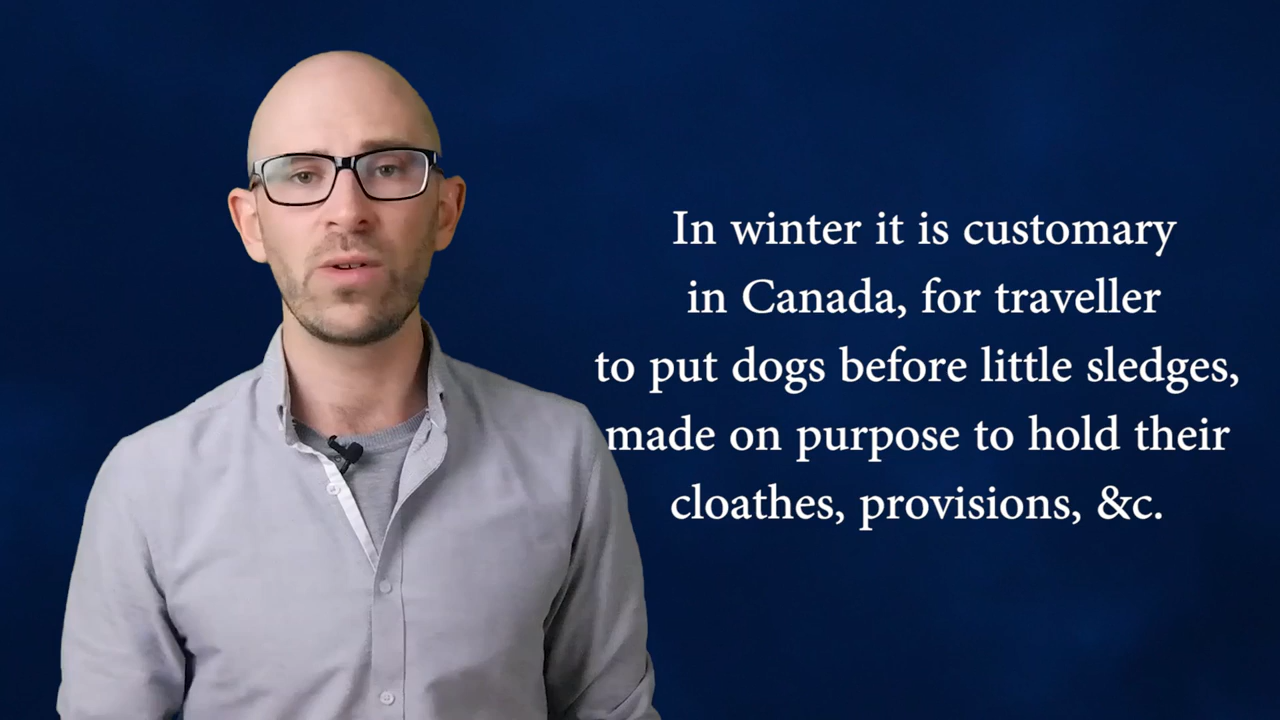 In winter it is customary
in Canada, for traveller
to put dogs before little sledges,
made on purpose to hold their
cloathes, provisions, &c.